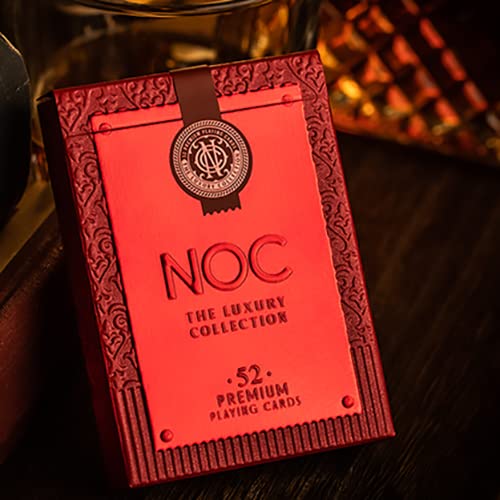 NOC
THE LUXURY
COLLECTION
·52·
PREMIUM
PLAYING CARDS